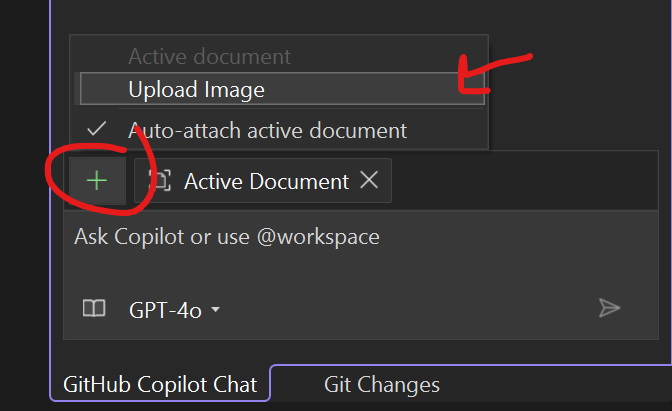 Active document
Upload Image
Auto-attach active document
Active Document
Ask Copilot or use @workspace
GPT-4o
GitHub Copilot Chat
Git Changes